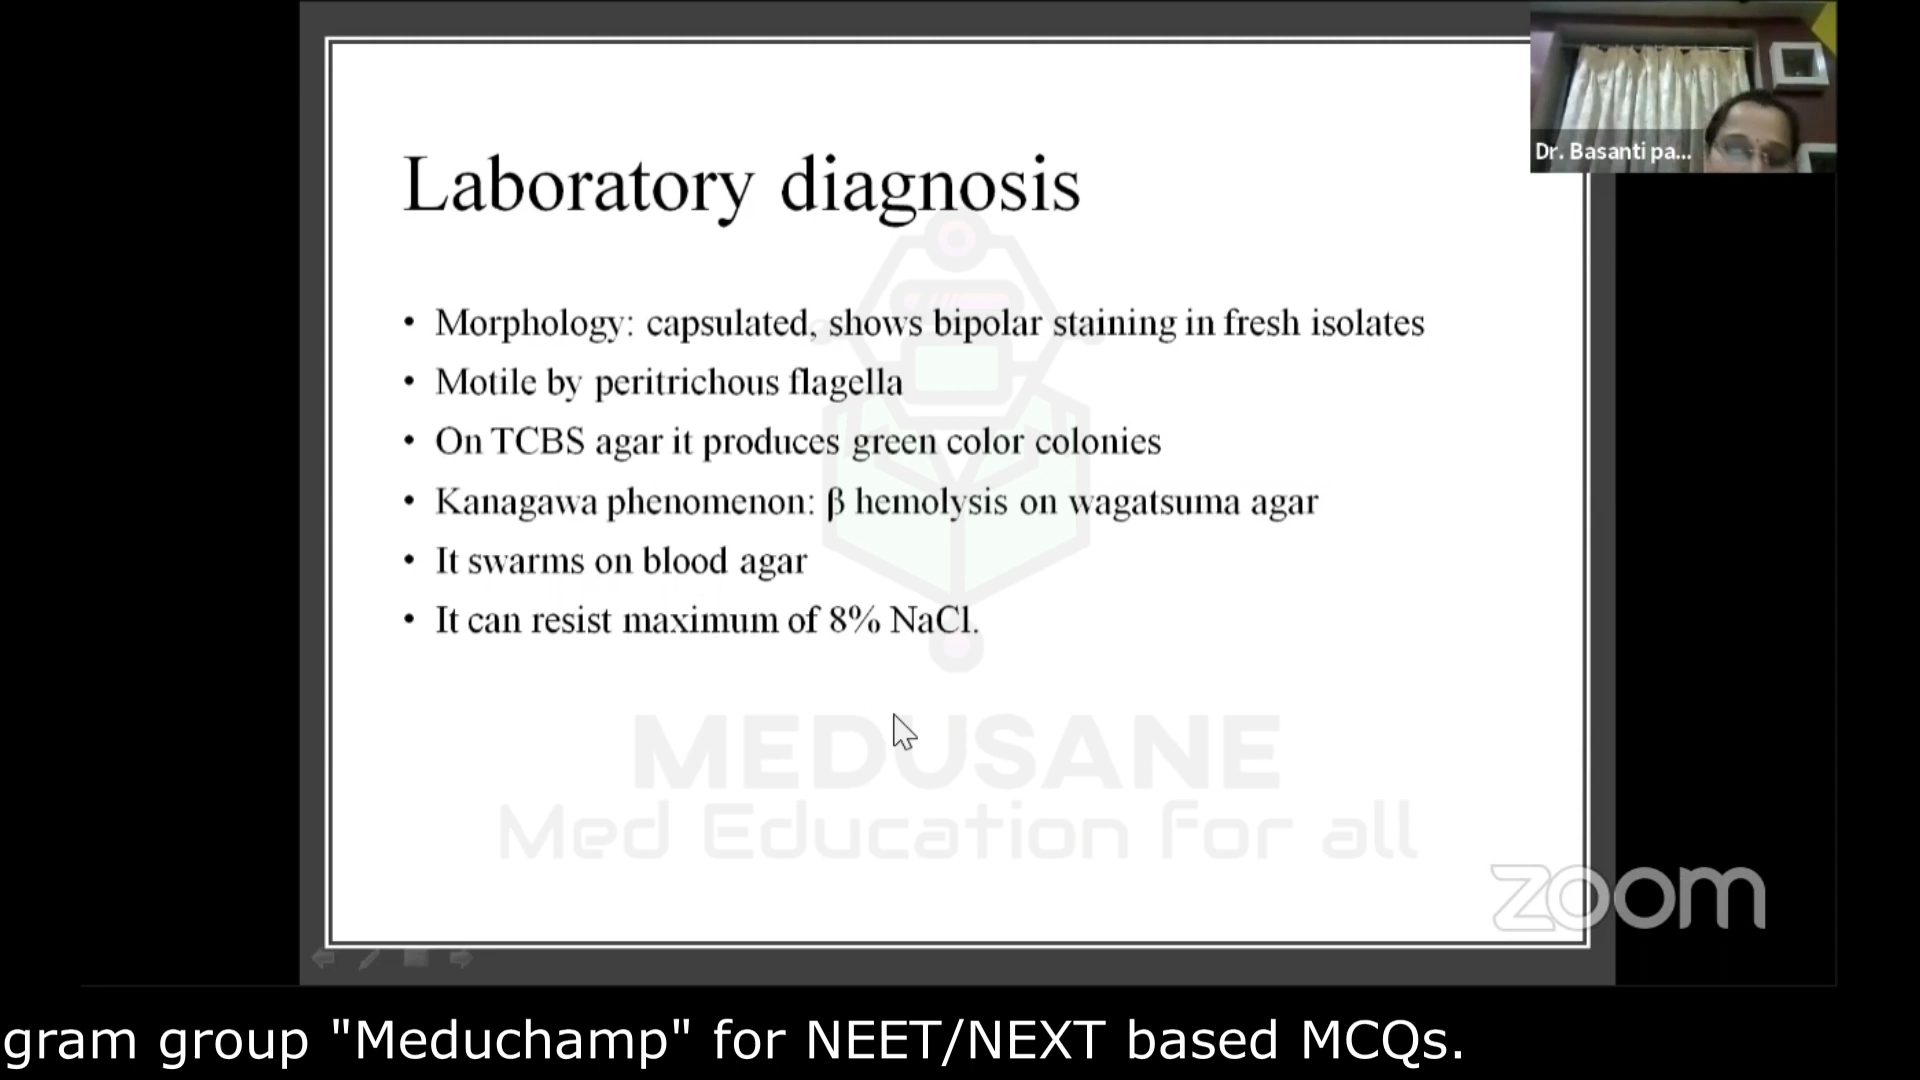 Dr. Basanti pa...
Laboratory diagnosis
• Morphology: capsulated, shows bipolar staining in fresh isolates
• Motile by peritrichous flagella
• On TCBS agar it produces green color colonies
• Kanagawa phenomenon: β hemolysis on wagatsuma agar
• It swarms on blood agar
• It can resist maximum of 8% NaCl.
MEDUSANE
Med Education for all
zoom
gram group "Meduchamp" for NEET/NEXT based MCQs.